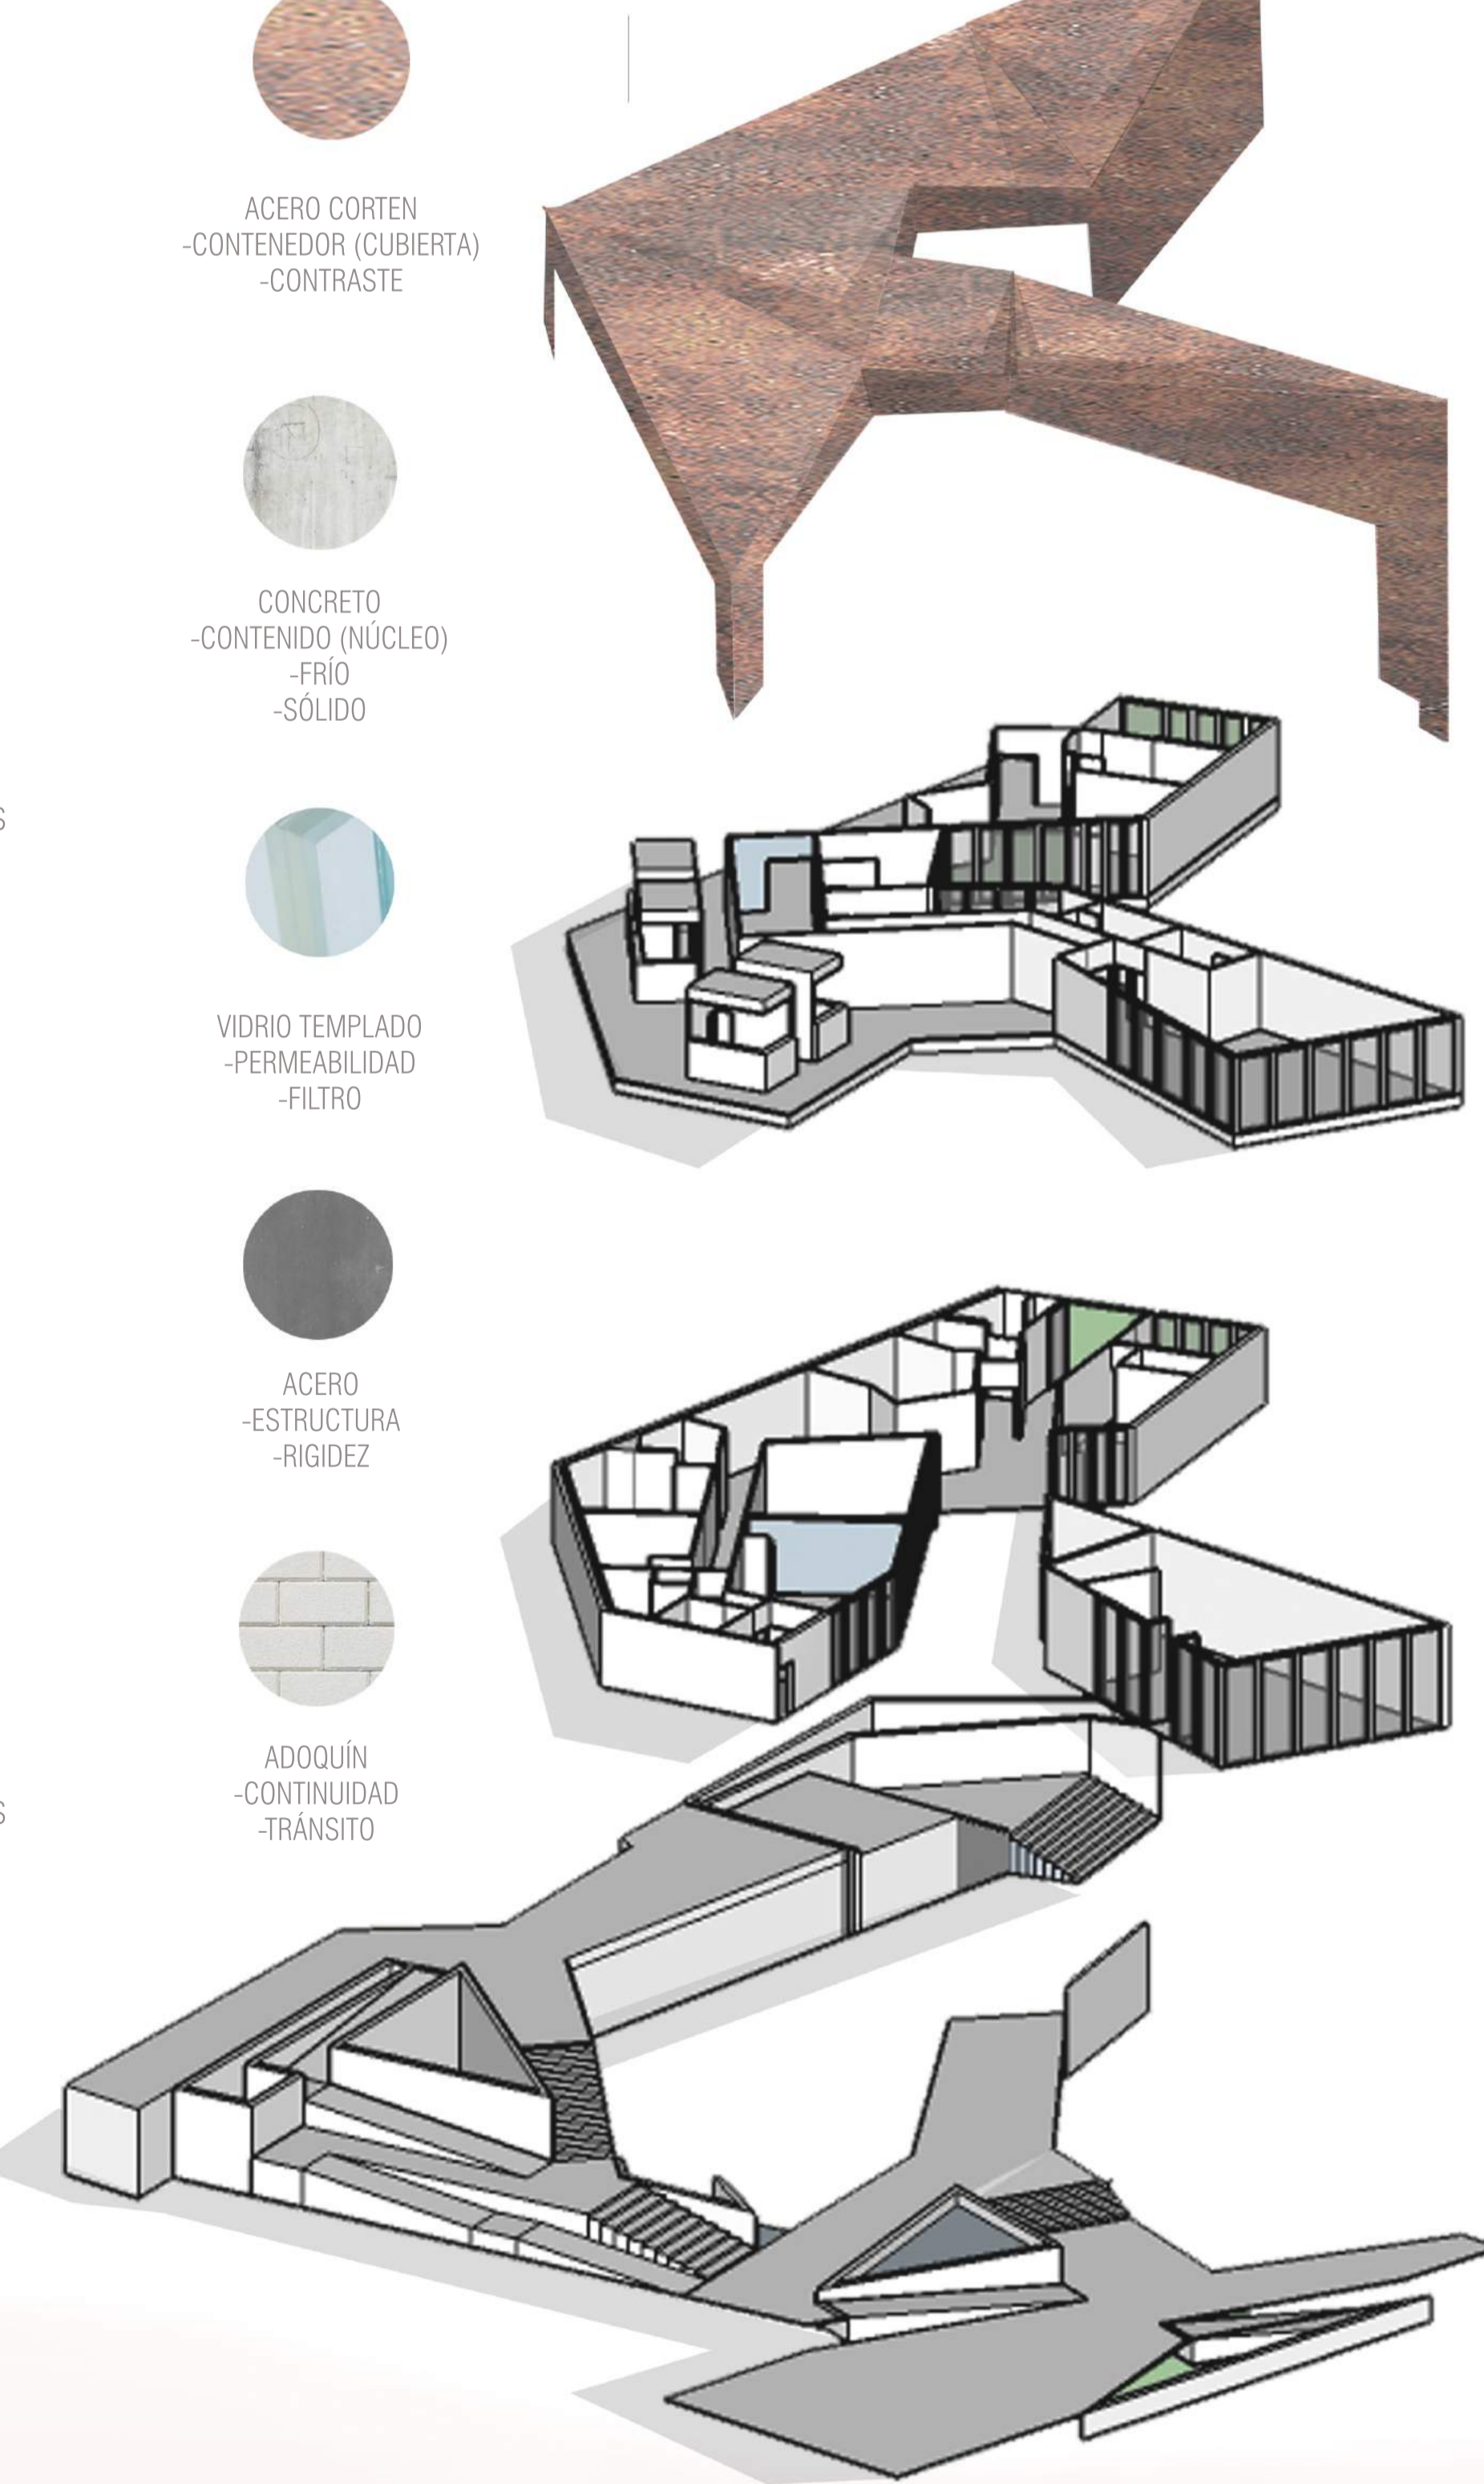 ACERO CORTEN
-CONTENEDOR (CUBIERTA)
-CONTRASTE
CONCRETO
-CONTENIDO (NÚCLEO)
-FRÍO
-SÓLIDO
S
VIDRIO TEMPLADO
-PERMEABILIDAD
-FILTRO
ACERO
-ESTRUCTURA
-RIGIDEZ
ADOQUÍN
-CONTINUIDAD
-TRÁNSITO
S